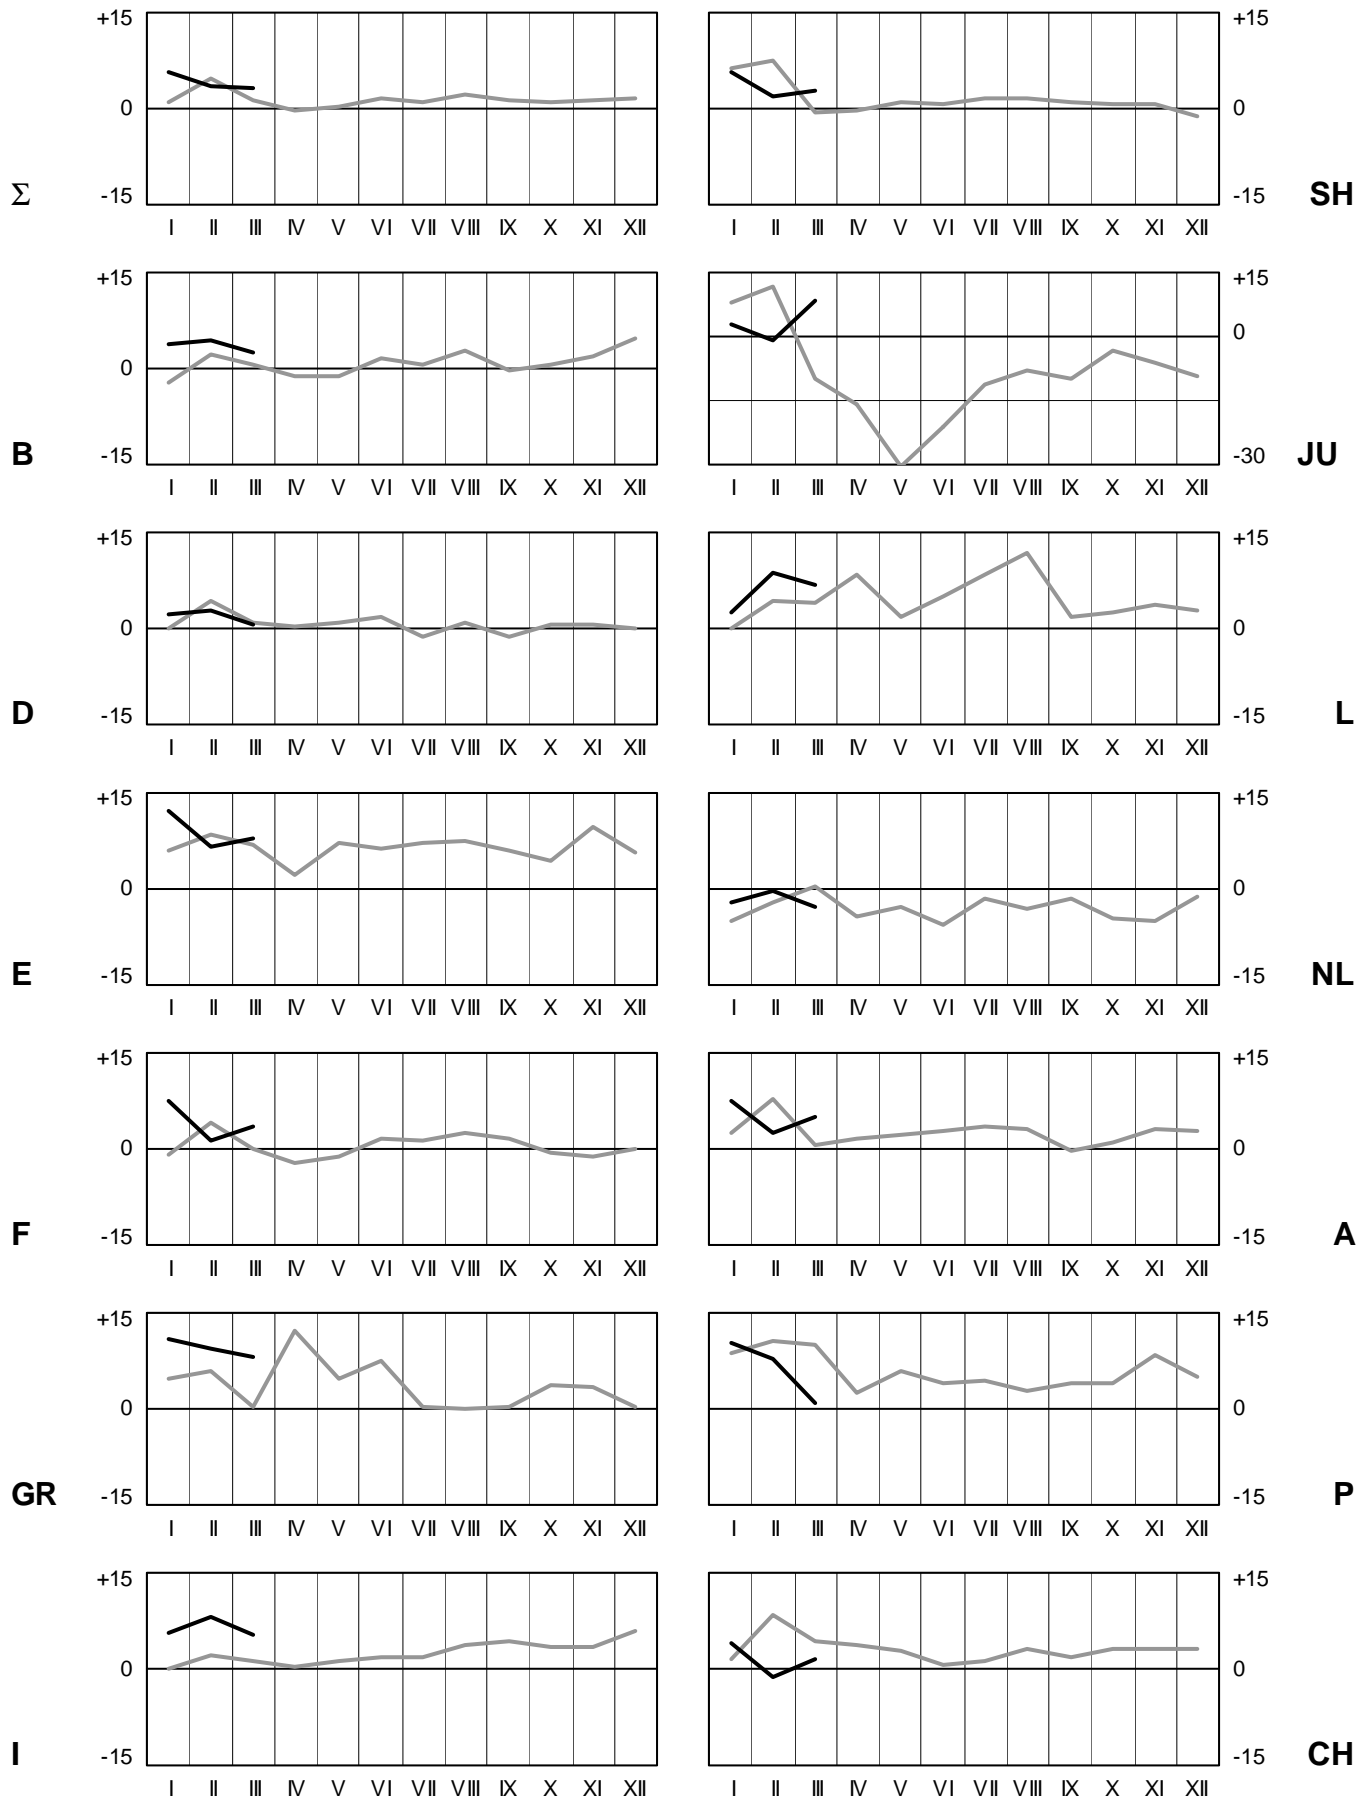 +15 +15
0 0
Σ -15 -15 SH
I II III IV V VI VII VIII IX X XI XII I II III IV V VI VII VIII IX X XI XII
+15 +15
0
0
B -15 -30 JU
I II III IV V VI VII VIII IX X XI XII I II III IV V VI VII VIII IX X XI XII
+15 +15
0 0
D -15 -15 L
I II III IV V VI VII VIII IX X XI XII I II III IV V VI VII VIII IX X XI XII
+15 +15
0 0
E -15 -15 NL
I II III IV V VI VII VIII IX X XI XII I II III IV V VI VII VIII IX X XI XII
+15 +15
0 0
F -15 -15 A
I II III IV V VI VII VIII IX X XI XII I II III IV V VI VII VIII IX X XI XII
+15 +15
0 0
GR -15 -15 P
I II III IV V VI VII VIII IX X XI XII I II III IV V VI VII VIII IX X XI XII
+15 +15
0 0
I -15 -15 CH
I II III IV V VI VII VIII IX X XI XII I II III IV V VI VII VIII IX X XI XII